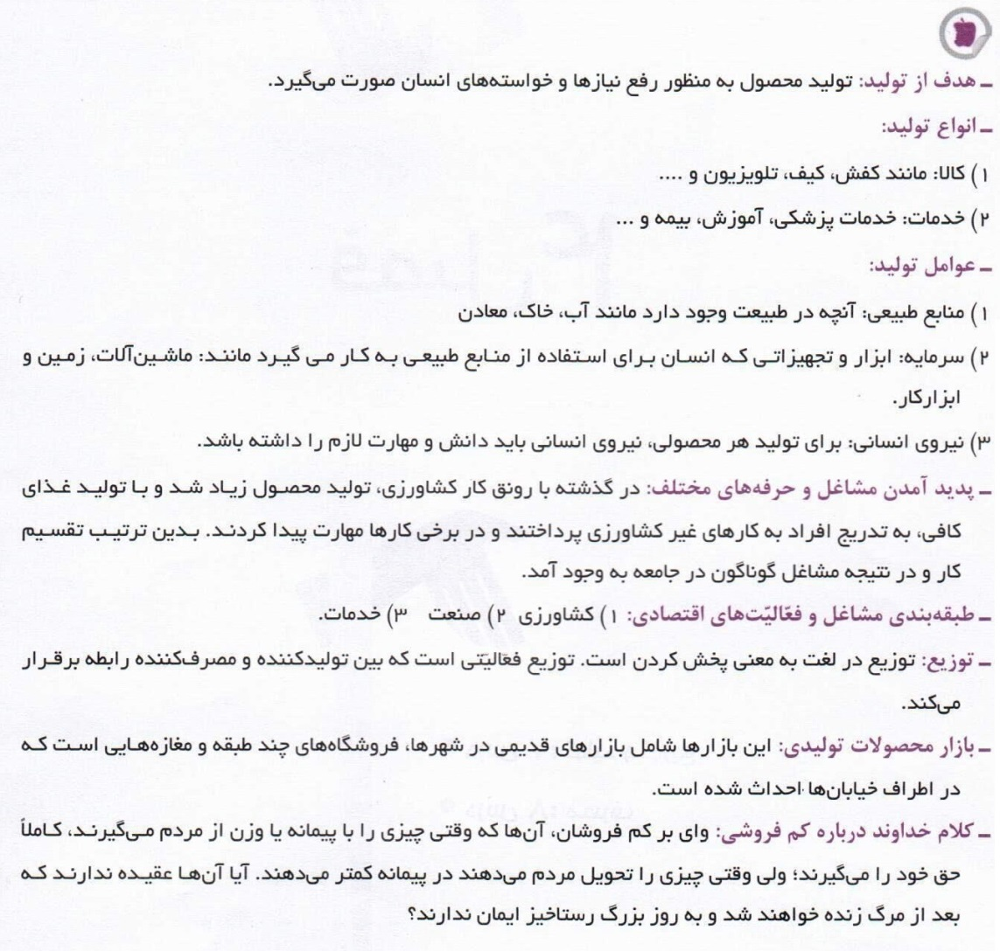 ـ هدف از تولید: تولید محصول به منظور رفع نیازها و خواسته‌های انسان صورت می‌گیرد.
ـ انواع تولید:
۱) کالا: مانند کفش، کیف، تلویزیون و ....
۲) خدمات: خدمات پزشکی، آموزش، بیمه و ...
ـ عوامل تولید:
۱) منابع طبیعی: آنچه در طبیعت وجود دارد مانند آب، خاک، معادن
۲) سرمایه: ابزار و تجهیزاتی که انسان برای استفاده از منابع طبیعی به کار می گیرد مانند: ماشین‌آلات، زمین و
ابزارکار.
۳) نیروی انسانی: برای تولید هر محصولی، نیروی انسانی باید دانش و مهارت لازم را داشته باشد.
ـ پدید آمدن مشاغل و حرفه‌های مختلف: در گذشته با رونق کار کشاورزی، تولید محصول زیاد شد و با تولید غذای
کافی، به تدریج افراد به کارهای غیر کشاورزی پرداختند و در برخی کارها مهارت پیدا کردند. بدین ترتیب تقسیم
کار و در نتیجه مشاغل گوناگون در جامعه به وجود آمد.
ـ طبقه‌بندی مشاغل و فعّالیّت‌های اقتصادی: ۱) کشاورزی ۲) صنعت ۳) خدمات.
ـ توزیع: توزیع در لغت به معنی پخش کردن است. توزیع فعّالیّتی است که بین تولیدکننده و مصرف‌کننده رابطه برقرار
می‌کند.
ـ بازار محصولات تولیدی: این بازارها شامل بازارهای قدیمی در شهرها، فروشگاه‌های چند طبقه و مغازه‌هایی است که
در اطراف خیابان‌ها احداث شده است.
ـ کلام خداوند درباره کم فروشی: وای بر کم فروشان، آن‌ها که وقتی چیزی را با پیمانه یا وزن از مردم می‌گیرند، کاملاً
حق خود را می‌گیرند؛ ولی وقتی چیزی را تحویل مردم می‌دهند در پیمانه کمتر می‌دهند. آیا آن‌ها عقیده ندارند که
بعد از مرگ زنده خواهند شد و به روز بزرگ رستاخیز ایمان ندارند؟